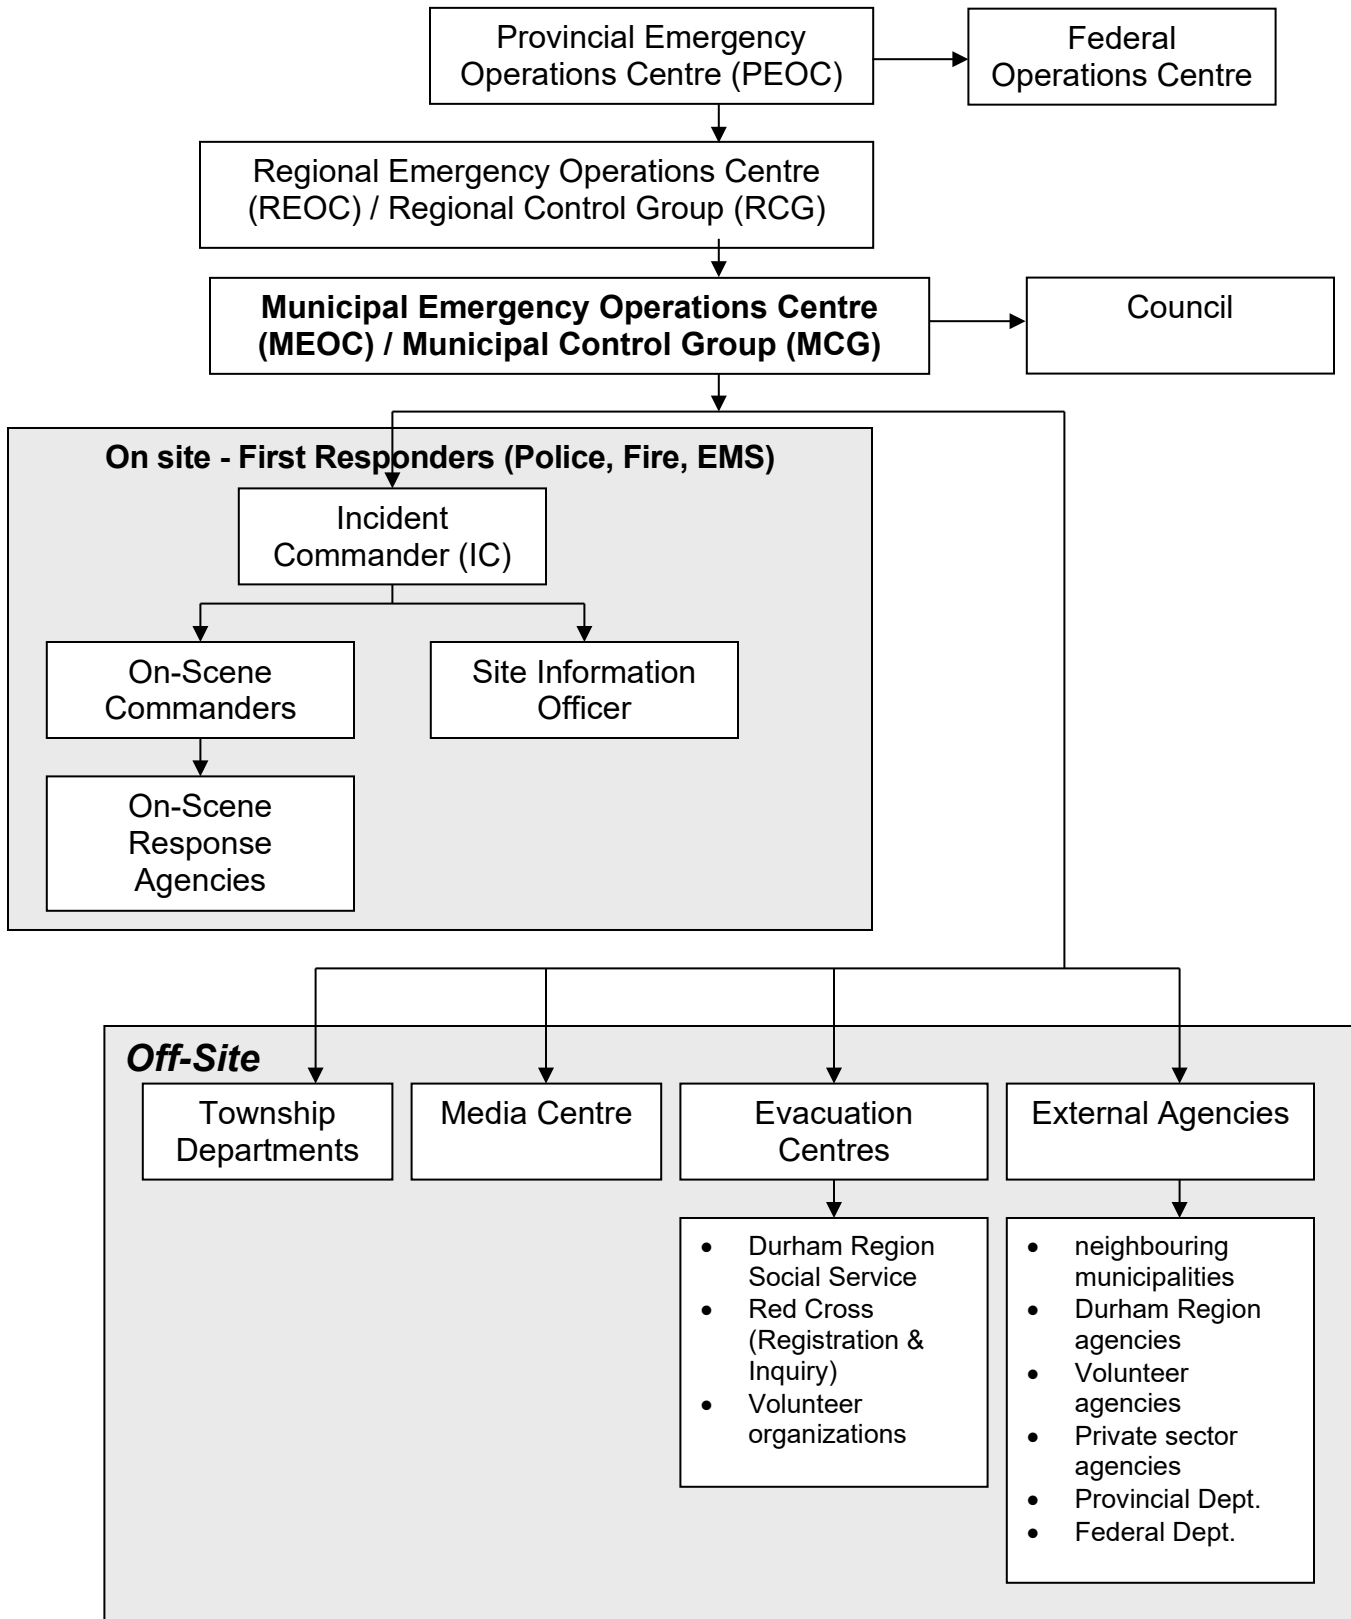 Provincial Emergency
Operations Centre (PEOC)
Federal
Operations Centre
Regional Emergency Operations Centre
(REOC) / Regional Control Group (RCG)
Municipal Emergency Operations Centre
(MEOC) / Municipal Control Group (MCG)
Council
On site - First Responders (Police, Fire, EMS)
Incident
Commander (IC)
On-Scene
Commanders
Site Information
Officer
On-Scene
Response
Agencies
Off-Site
Township
Departments
Media Centre
Evacuation
Centres
External Agencies
• Durham Region
Social Service
• Red Cross
(Registration &
Inquiry)
• Volunteer
organizations
• neighbouring
municipalities
• Durham Region
agencies
• Volunteer
agencies
• Private sector
agencies
• Provincial Dept.
• Federal Dept.